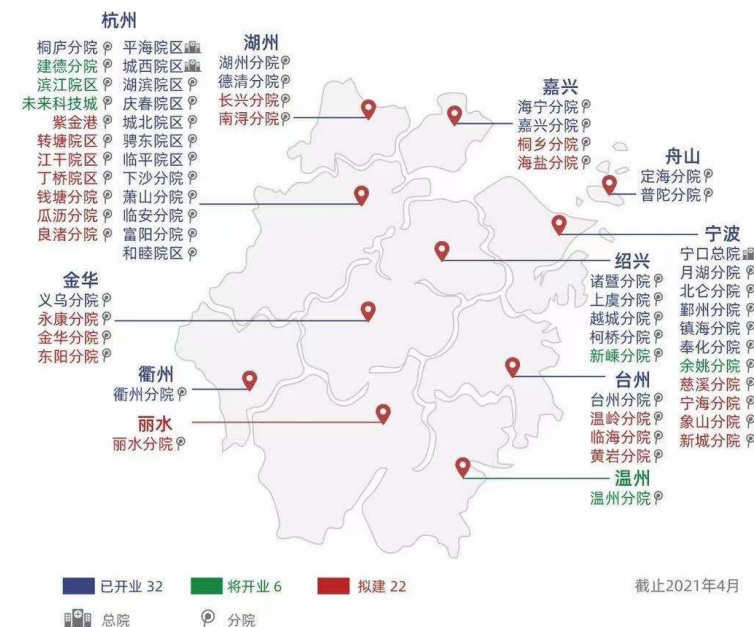 杭州
桐庐分院
建德分院
滨江院区
未来科技城
紫金港
转塘院区
江干院区
丁桥院区
钱塘分院
瓜沥分院
良渚分院
平海院区
城西院区
湖滨院区
庆春院区
城北院区
骋东院区
临平院区
下沙分院
萧山分院
临安分院
富阳分院
和睦院区
湖州
湖州分院
德清分院
长兴分院
南浔分院
嘉兴
海宁分院
嘉兴分院
桐乡分院
海盐分院
舟山
定海分院
普陀分院
宁波
宁口总院
月湖分院
北仑分院
鄞州分院
镇海分院
奉化分院
余姚分院
慈溪分院
宁海分院
象山分院
新城分院
绍兴
诸暨分院
上虞分院
越城分院
柯桥分院
新嵊分院
金华
义乌分院
永康分院
金华分院
东阳分院
衢州
衢州分院
丽水
丽水分院
台州
台州分院
温岭分院
临海分院
黄岩分院
温州
温州分院
已开业 32
将开业 6
拟建 22
截止2021年4月
总院
分院